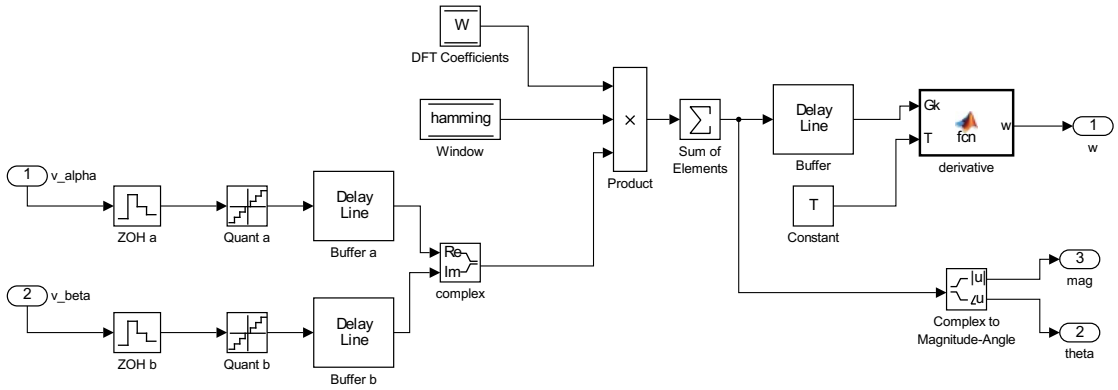 W
DFT Coefficients
hamming
Window
×
Product
Σ
Sum of
Elements
Delay
Line
Buffer
Gk
T
fcn
w
derivative
1
w
T
Constant
1
v_alpha
ZOH a
Quant a
Delay
Line
Buffer a
Re
Im
complex
2
v_beta
ZOH b
Quant b
Delay
Line
Buffer b
|u|
∠u
Complex to
Magnitude-Angle
3
mag
2
theta